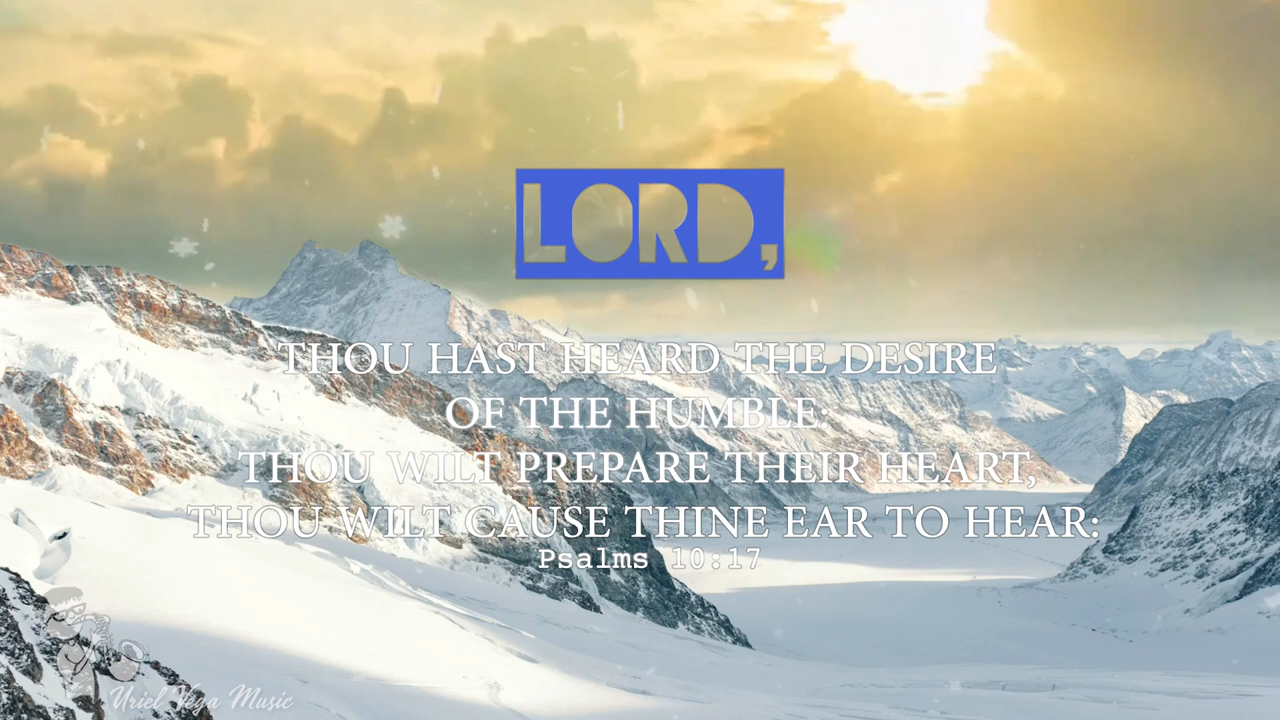 LORD,
THOU HAST HEARD THE DESIRE
OF THE HUMBLE:
THOU WILT PREPARE THEIR HEART,
THOU WILT CAUSE THINE EAR TO HEAR:
Psalms 10:17
Uriel Vega Music